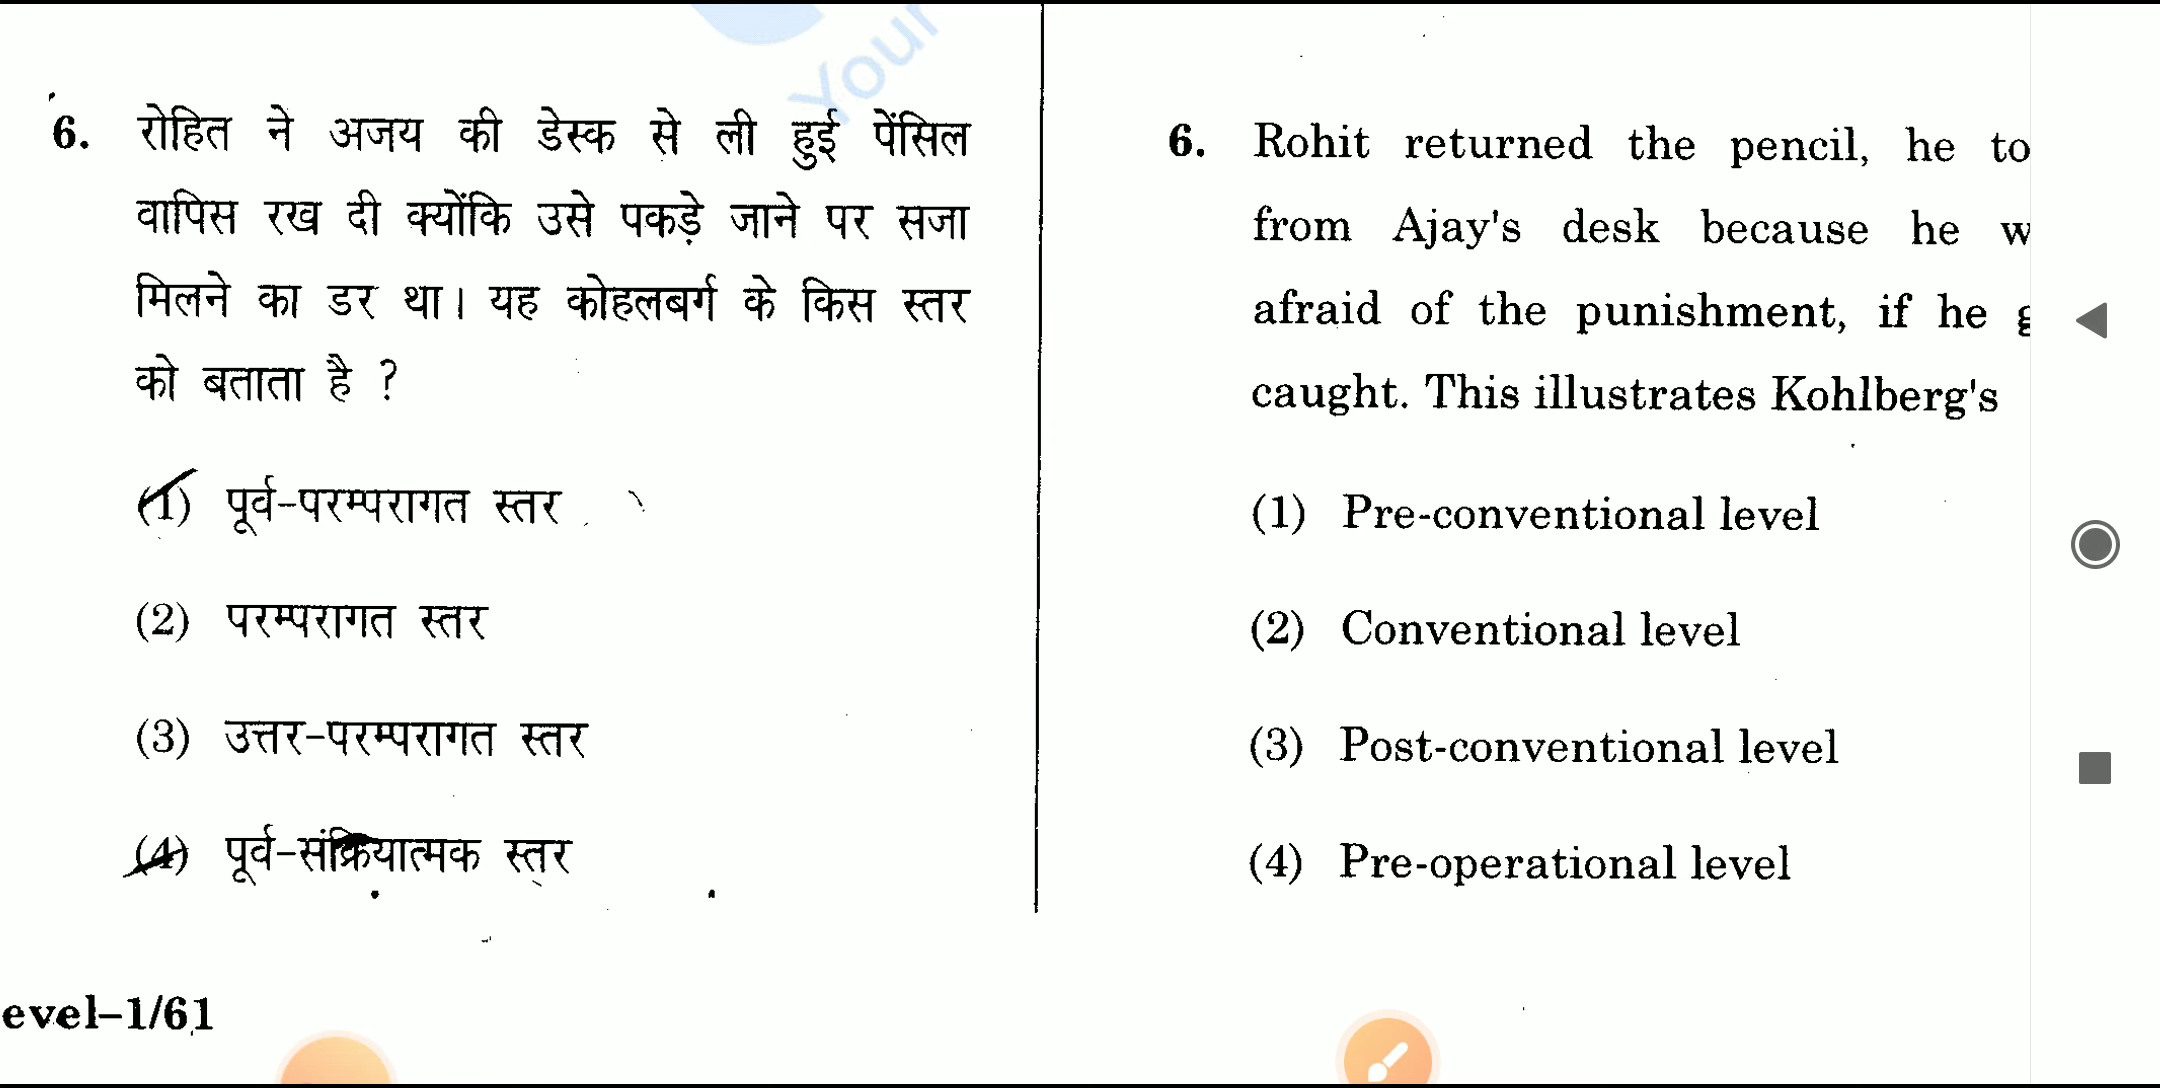 Your
6. रोहित ने अजय की डेस्क से ली हुई पेंसिल
वापिस रख दी क्योंकि उसे पकड़े जाने पर सजा
मिलने का डर था। यह कोहलबर्ग के किस स्तर
को बताता है ?
(1) पूर्व-परम्परागत स्तर
(2) परम्परागत स्तर
(3) उत्तर-परम्परागत स्तर
(4) पूर्व-संक्रियात्मक स्तर
evel–1/61
6. Rohit returned the pencil, he to
from Ajay's desk because he w
afraid of the punishment, if he g
caught. This illustrates Kohlberg's
(1) Pre-conventional level
(2) Conventional level
(3) Post-conventional level
(4) Pre-operational level